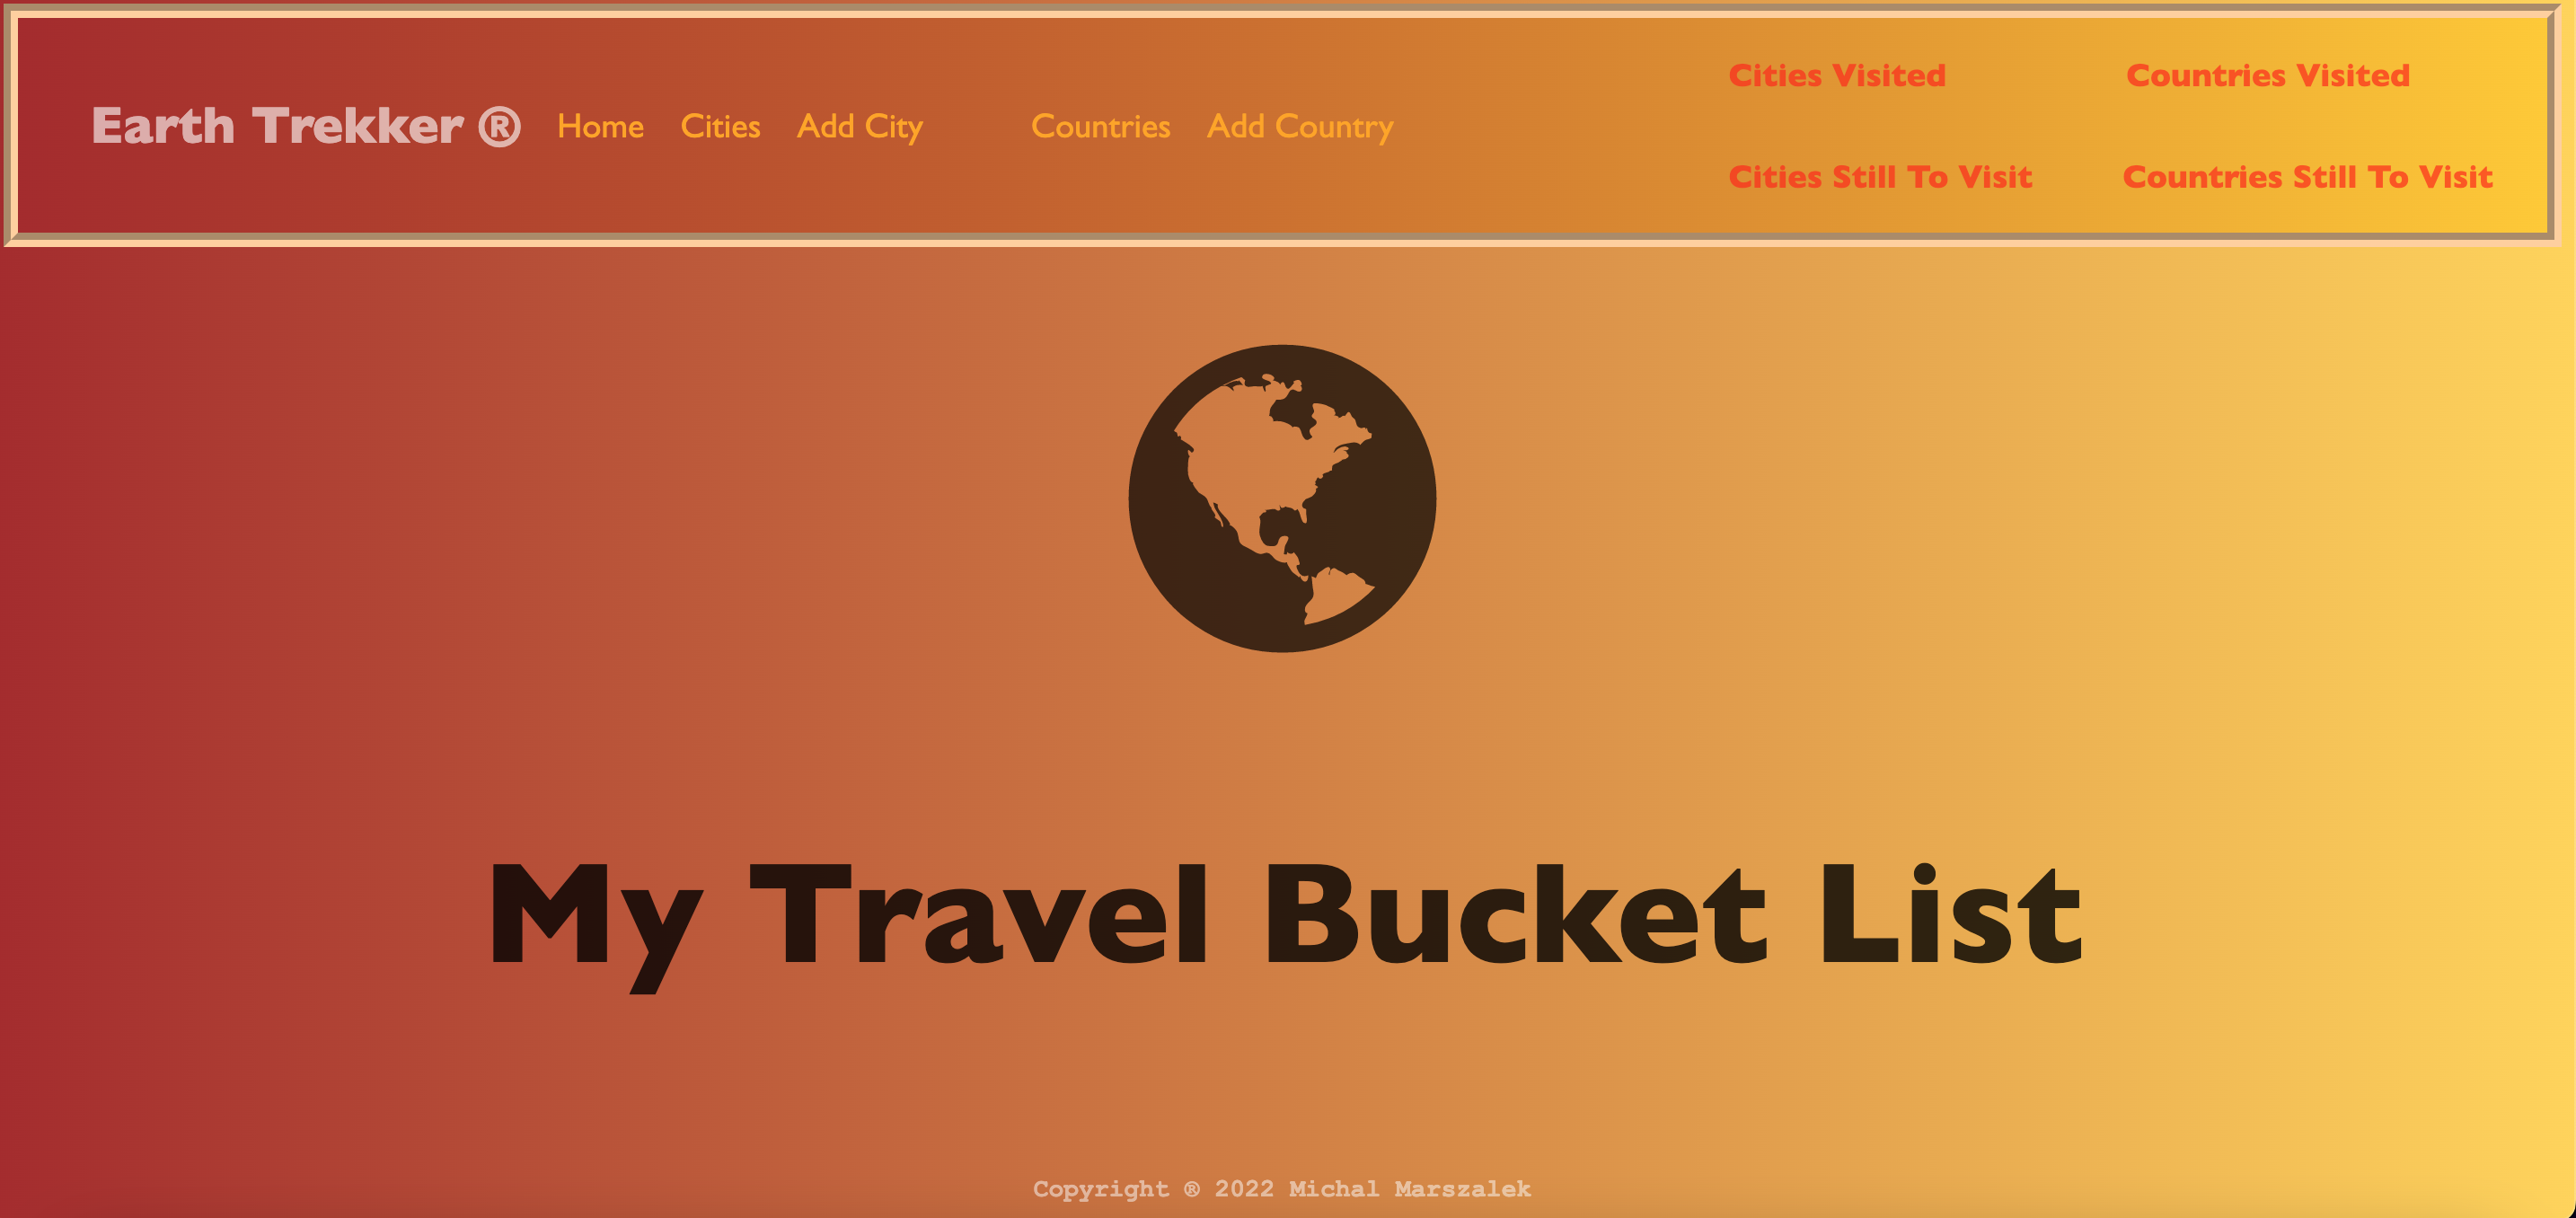 Earth Trekker ® Home Cities Add City Countries Add Country
Cities Visited Countries Visited
Cities Still To Visit Countries Still To Visit
My Travel Bucket List
Copyright ® 2022 Michal Marszalek